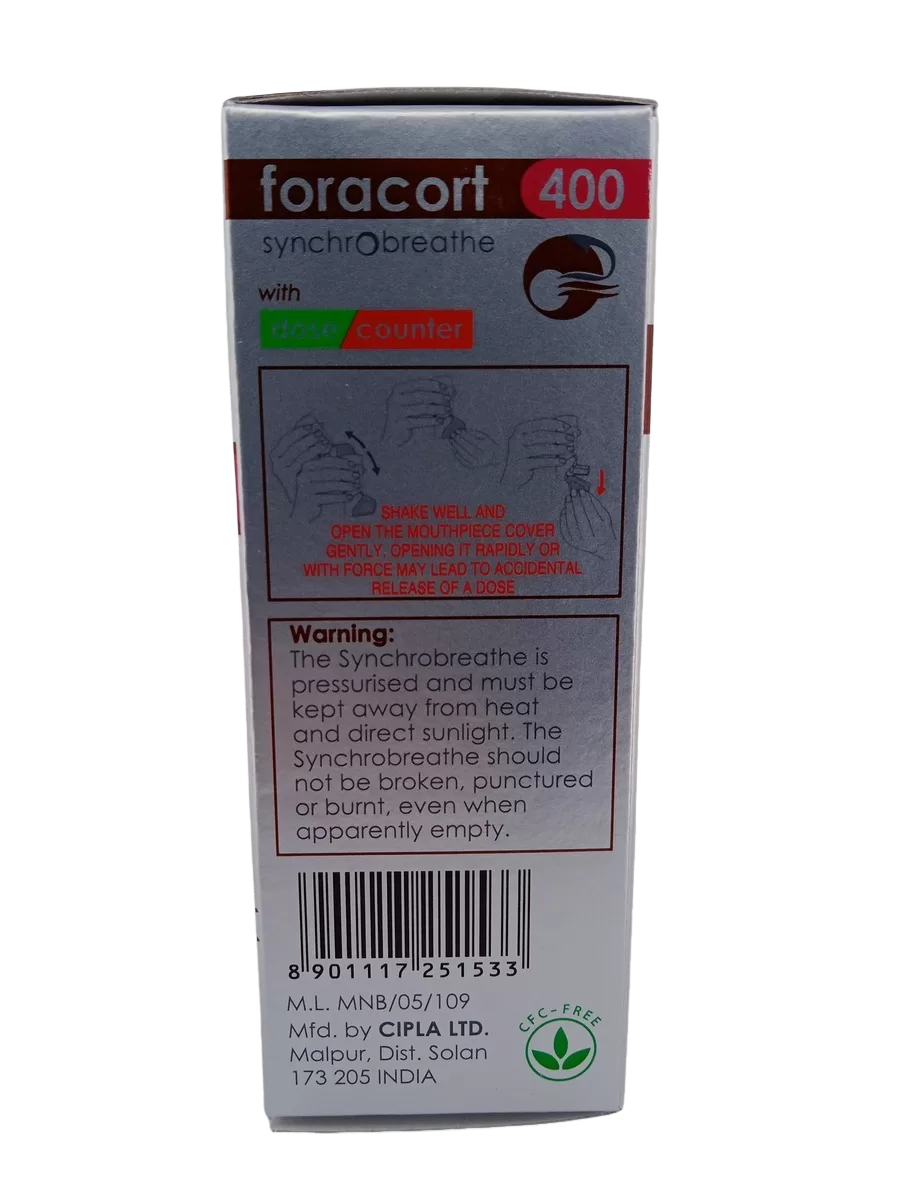 foracort 400
synchrobreathe
with
dose counter
SHAKE WELL AND
OPEN THE MOUTHPIECE COVER
GENTLY, OPENING IT RAPIDLY OR
WITH FORCE MAY LEAD TO ACCIDENTAL
RELEASE OF A DOSE
Warning:
The Synchrobreathe is
pressurised and must be
kept away from heat
and direct sunlight. The
Synchrobreathe should
not be broken, punctured
or burnt, even when
apparently empty.
8 901117 251533
M.L. MNB/05/109
Mfd. by CIPLA LTD.
Malpur, Dist. Solan
173 205 INDIA
CFC-FREE